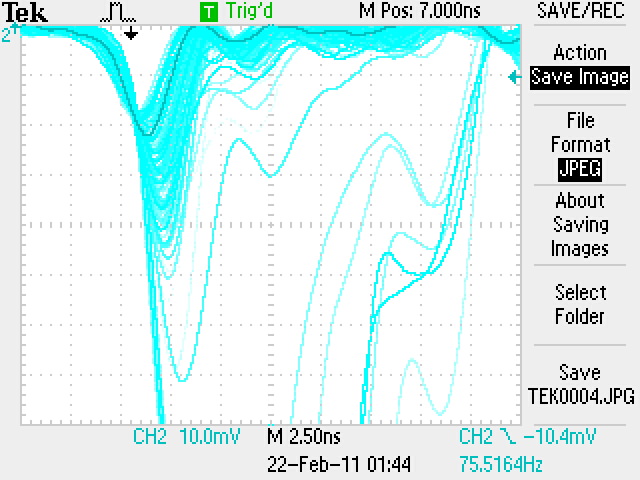 Tek T Trig'd M Pos: 7.000ns SAVE/REC
2
Action
Save Image
File
Format
JPEG
About
Saving
Images
Select
Folder
Save
TEK0004.JPG
CH2 10.0mV M 2.50ns CH2 -10.4mV
22-Feb-11 01:44 75.5164Hz